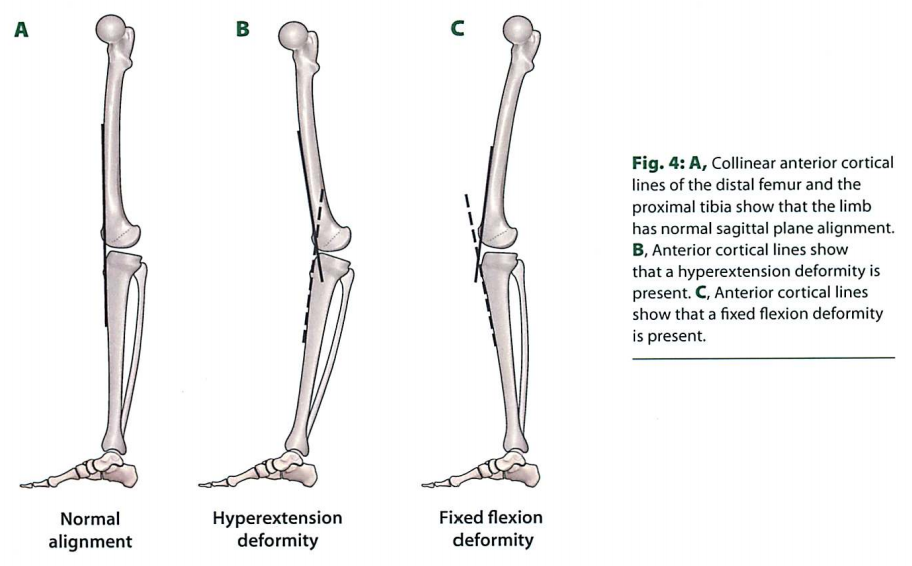 A
B
C
Fig. 4: A, Collinear anterior cortical
lines of the distal femur and the
proximal tibia show that the limb
has normal sagittal plane alignment.
B, Anterior cortical lines show
that a hyperextension deformity is
present. C, Anterior cortical lines
show that a fixed flexion deformity
is present.
Normal
alignment
Hyperextension
deformity
Fixed flexion
deformity